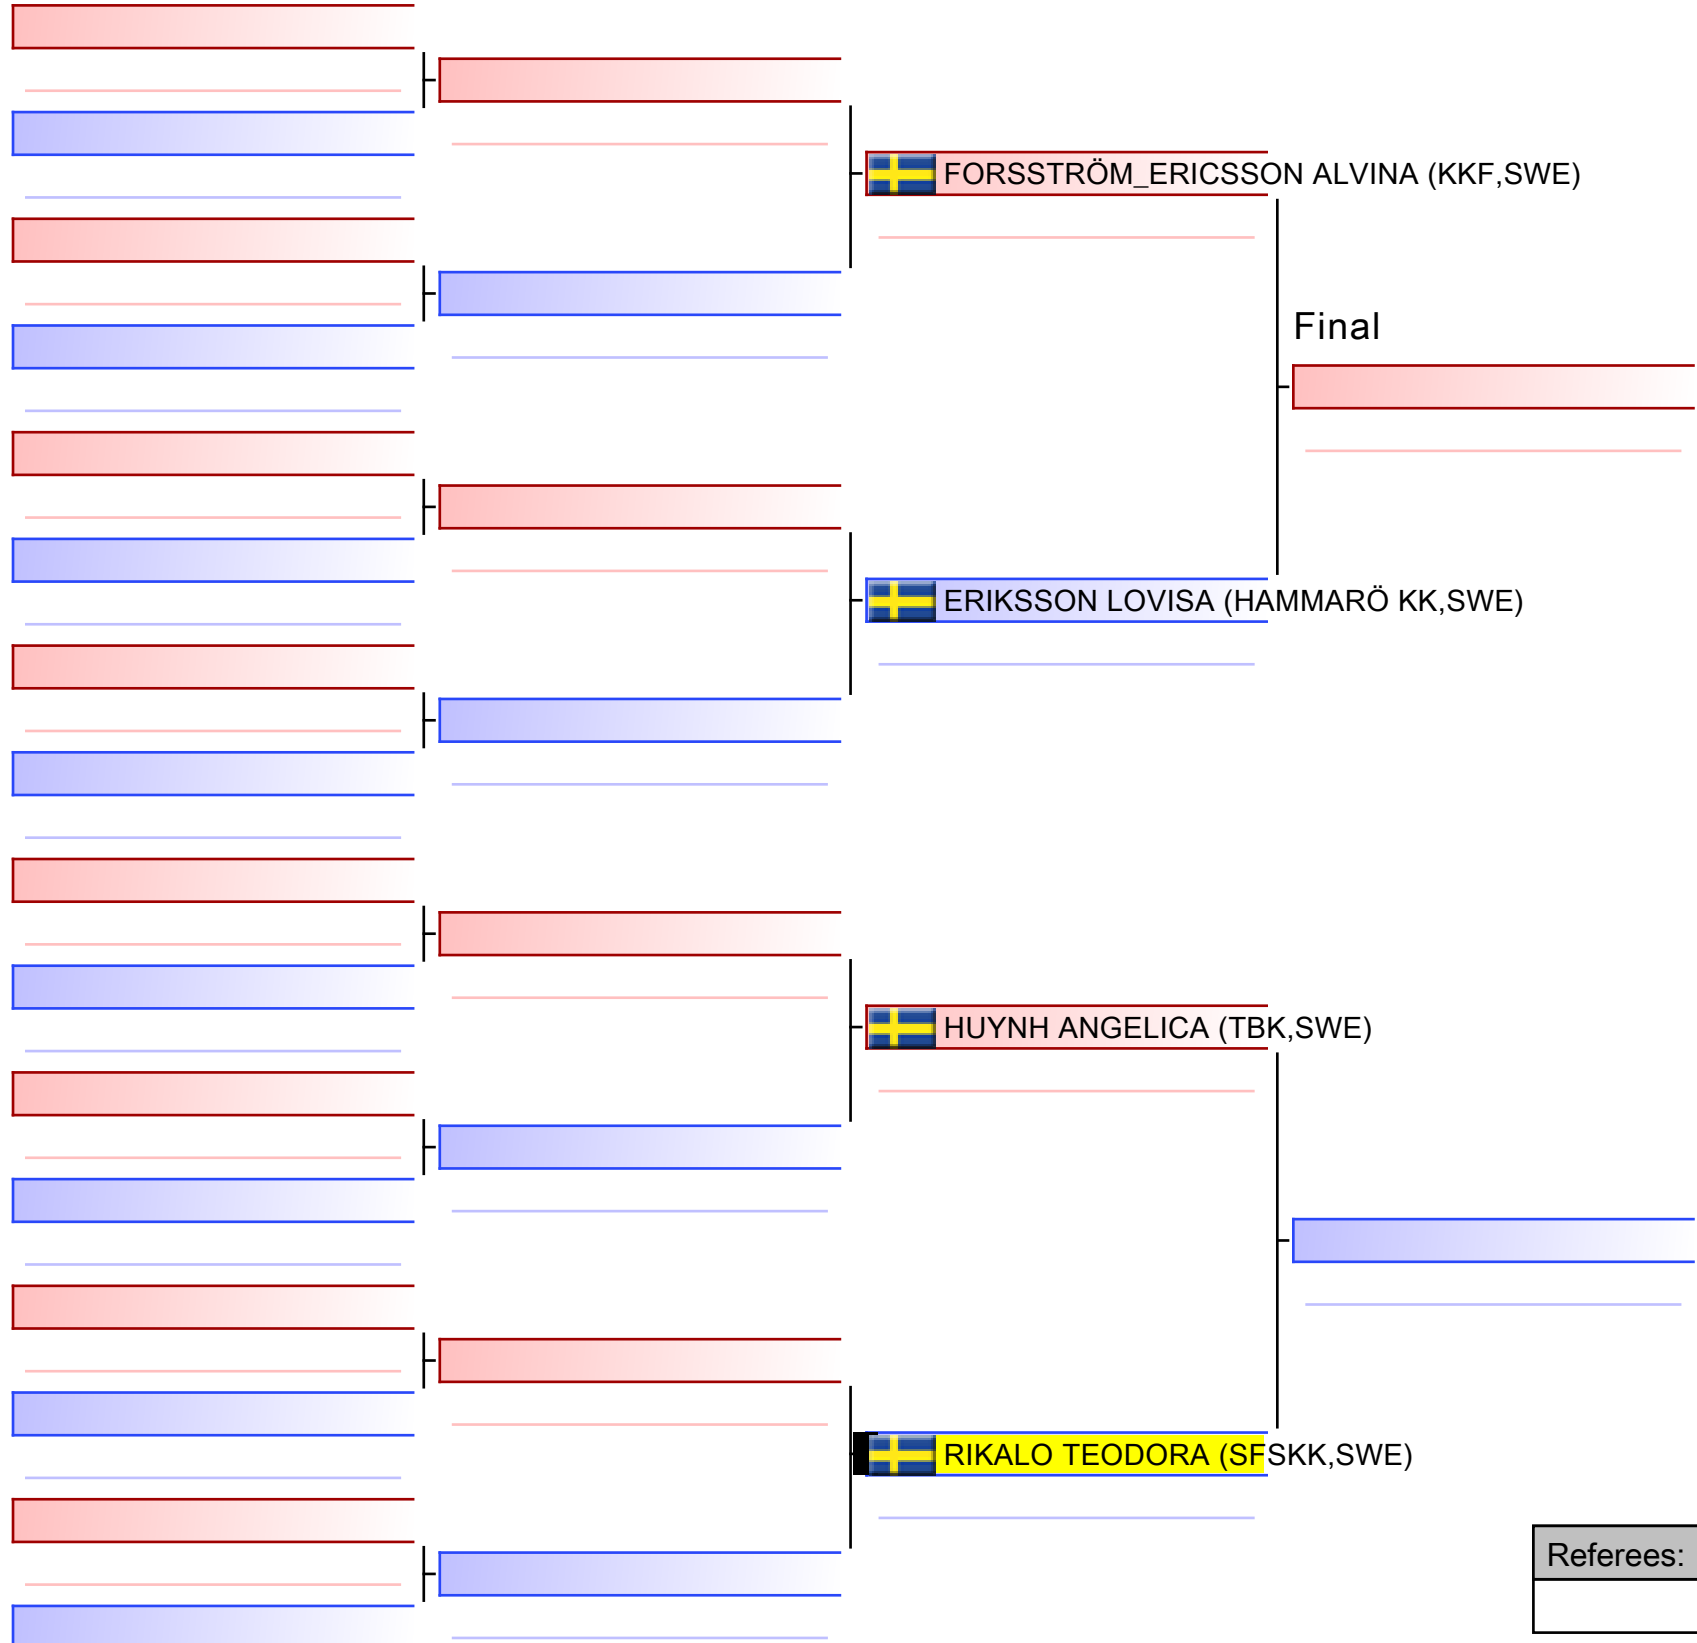 FORSSTRÖM_ERICSSON ALVINA (KKF,SWE)
Final
ERIKSSON LOVISA (HAMMARÖ KK,SWE)
HUYNH ANGELICA (TBK,SWE)
RIKALO TEODORA (SFSKK,SWE)
Referees: